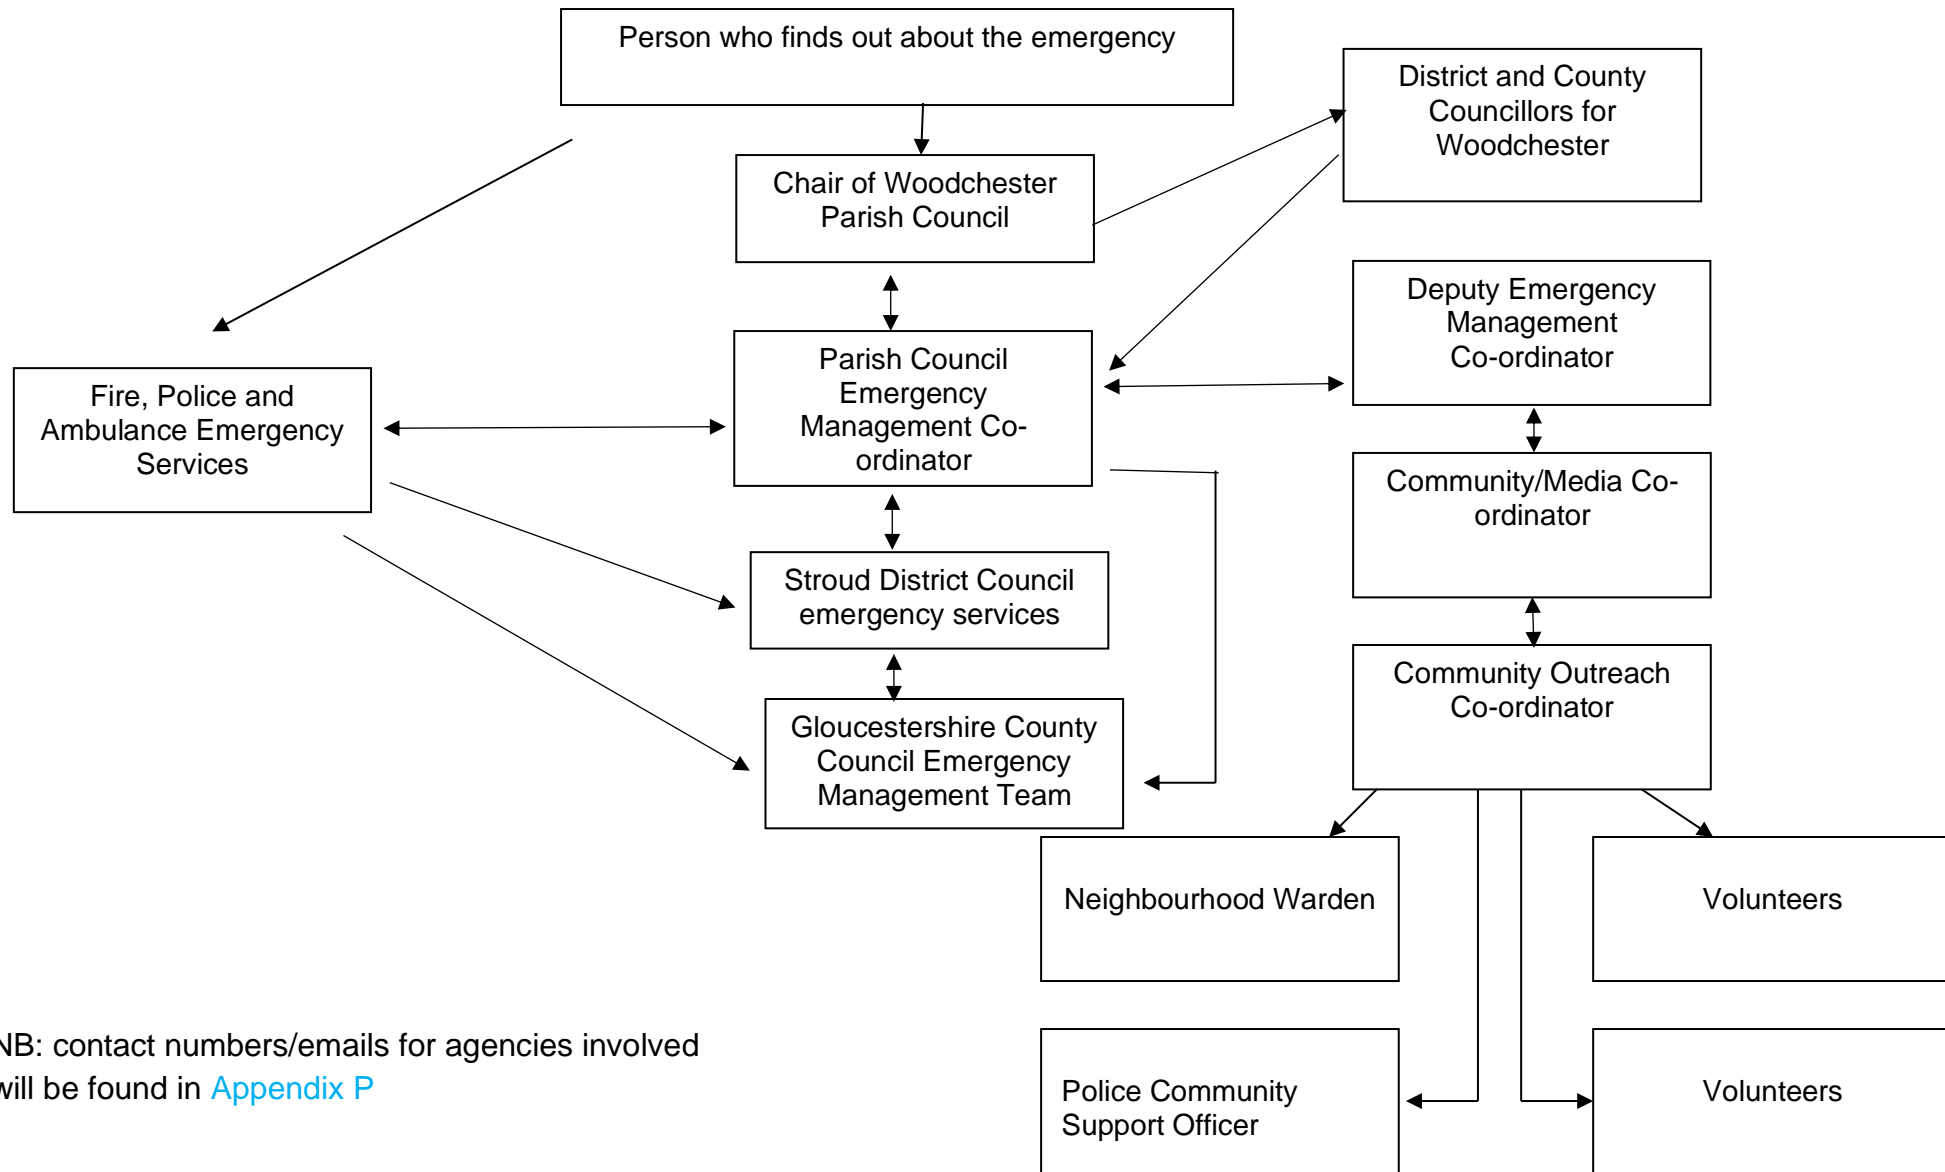 Person who finds out about the emergency
District and County
Councillors for
Woodchester
Chair of Woodchester
Parish Council
Deputy Emergency
Management
Co-ordinator
Parish Council
Emergency
Management Co-
ordinator
Fire, Police and
Ambulance Emergency
Services
Community/Media Co-
ordinator
Stroud District Council
emergency services
Community Outreach
Co-ordinator
Gloucestershire County
Council Emergency
Management Team
Neighbourhood Warden
Volunteers
NB: contact numbers/emails for agencies involved
will be found in Appendix P
Police Community
Support Officer
Volunteers